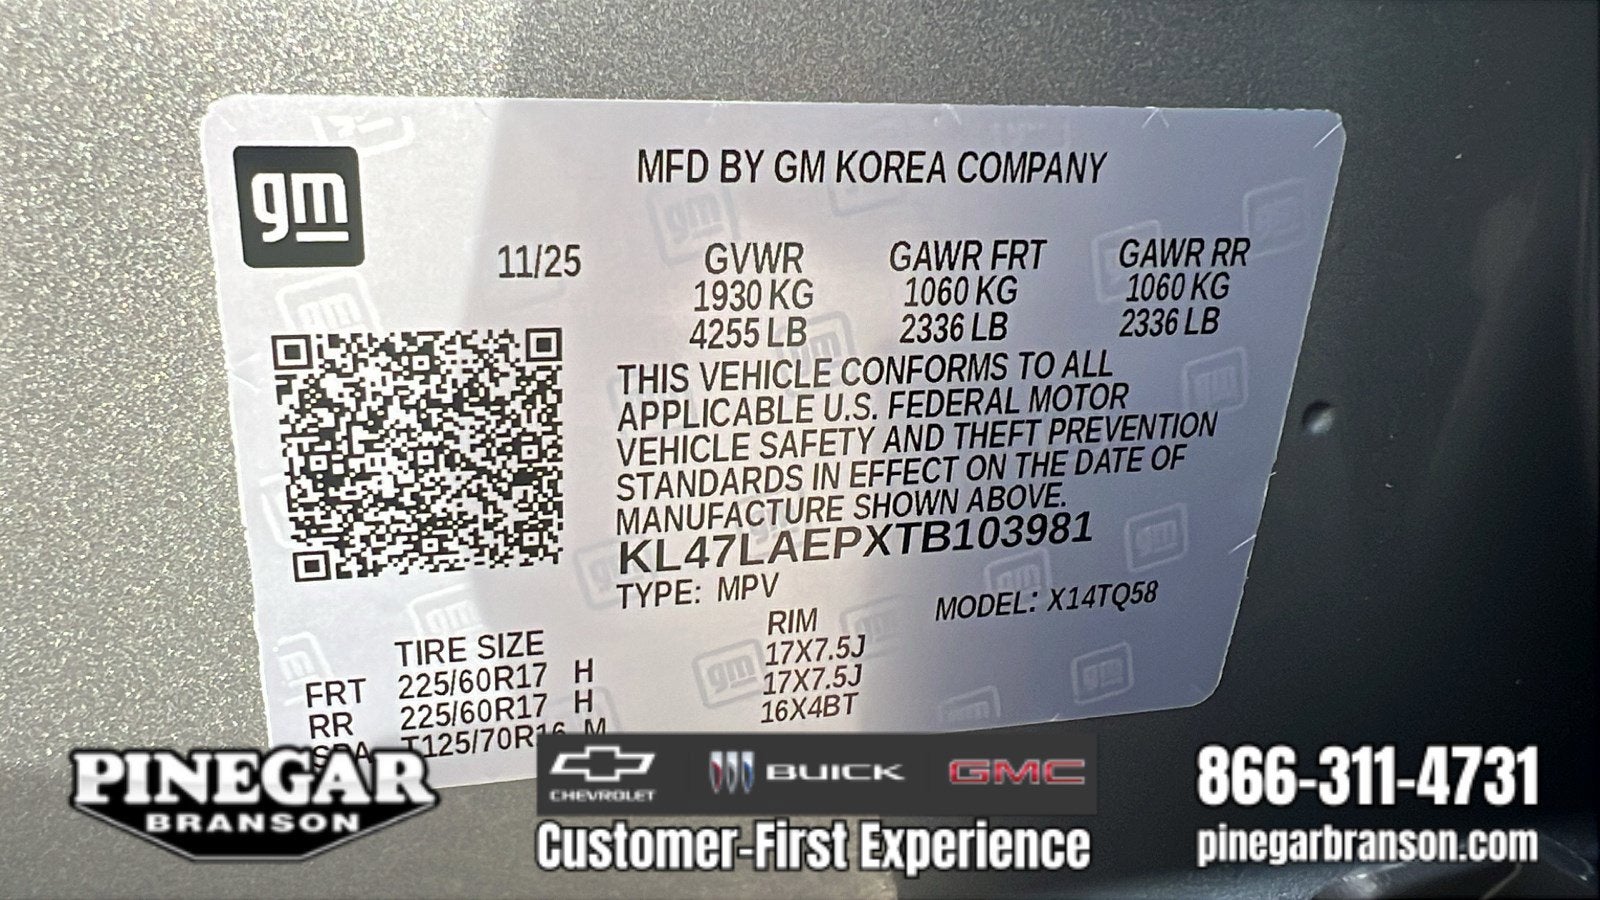 gm
MFD BY GM KOREA COMPANY
11/25 GVWR GAWR FRT GAWR RR
1930 KG 1060 KG 1060 KG
4255 LB 2336 LB 2336 LB
THIS VEHICLE CONFORMS TO ALL
APPLICABLE U.S. FEDERAL MOTOR
VEHICLE SAFETY AND THEFT PREVENTION
STANDARDS IN EFFECT ON THE DATE OF
MANUFACTURE SHOWN ABOVE.
KL47LAEPXTB103981
TYPE: MPV MODEL: X14TQ58
TIRE SIZE RIM
FRT 225/60R17 H 17X7.5J
RR 225/60R17 H 17X7.5J
SPA T125/70R16 M 16X4BT
PINEGAR
BRANSON
CHEVROLET
BUICK
GMC
Customer-First Experience
866-311-4731
pinegarbranson.com